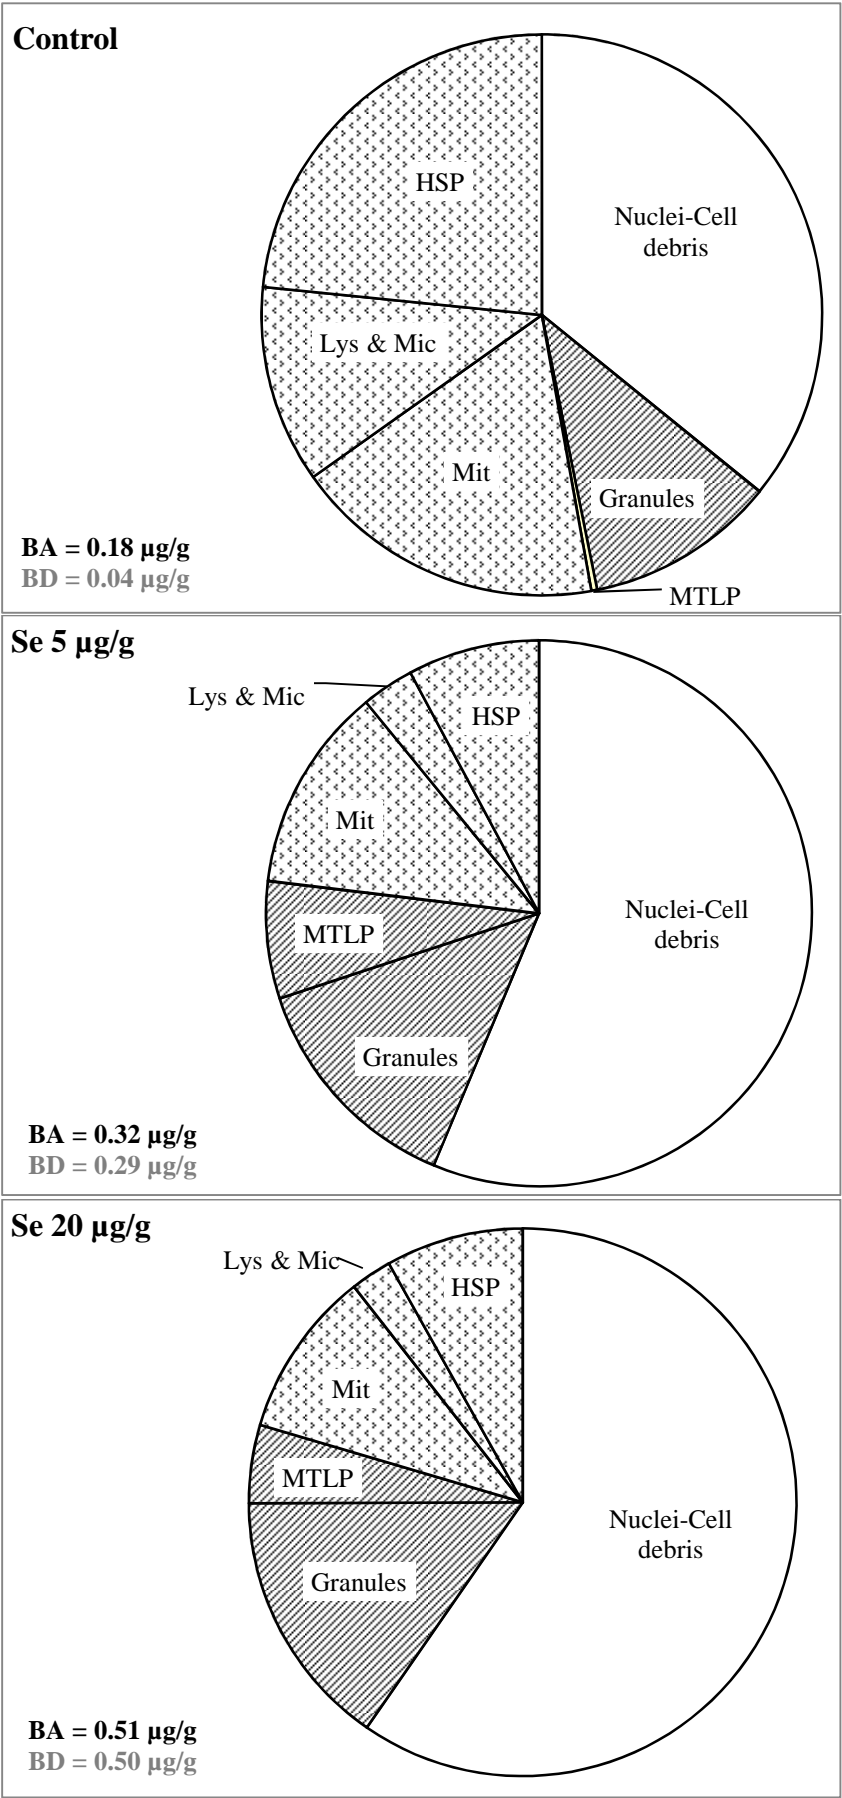 Control
HSP
Nuclei-Cell
debris
Lys & Mic
Mit
Granules
BA = 0.18 µg/g
BD = 0.04 µg/g
MTLP
Se 5 µg/g
Lys & Mic
HSP
Mit
Nuclei-Cell
debris
MTLP
Granules
BA = 0.32 µg/g
BD = 0.29 µg/g
Se 20 µg/g
Lys & Mic
HSP
Mit
MTLP
Nuclei-Cell
debris
Granules
BA = 0.51 µg/g
BD = 0.50 µg/g